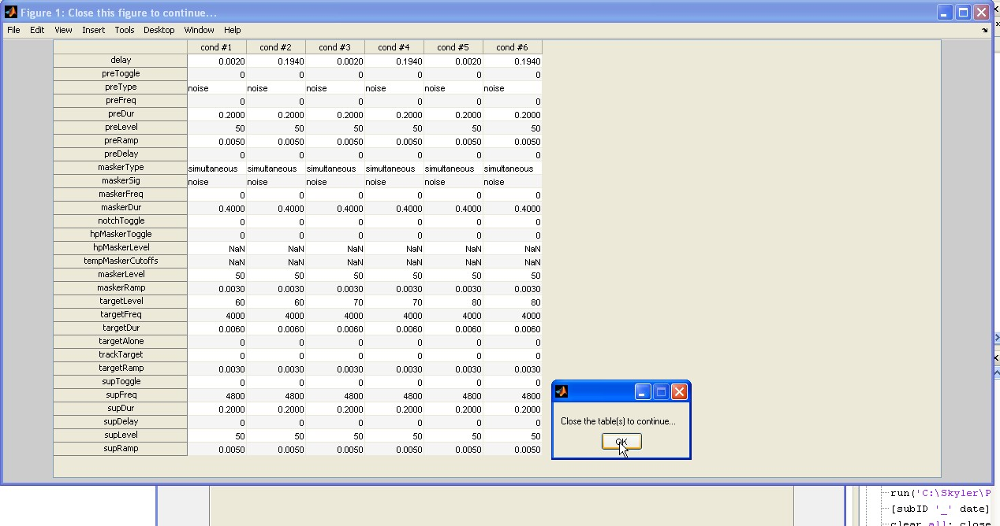 Figure 1: Close this figure to continue...
File Edit View Insert Tools Desktop Window Help
cond #1 cond #2 cond #3 cond #4 cond #5 cond #6
delay 0.0020 0.1940 0.0020 0.1940 0.0020 0.1940
preToggle 0 0 0 0 0 0
preType noise noise noise noise noise noise
preFreq 0 0 0 0 0 0
preDur 0.2000 0.2000 0.2000 0.2000 0.2000 0.2000
preLevel 50 50 50 50 50 50
preRamp 0.0050 0.0050 0.0050 0.0050 0.0050 0.0050
preDelay 0 0 0 0 0 0
maskerType simultaneous simultaneous simultaneous simultaneous simultaneous simultaneous
maskerSig noise noise noise noise noise noise
maskerFreq 0 0 0 0 0 0
maskerDur 0.4000 0.4000 0.4000 0.4000 0.4000 0.4000
notchToggle 0 0 0 0 0 0
hpMaskerToggle 0 0 0 0 0 0
hpMaskerLevel NaN NaN NaN NaN NaN NaN
tempMaskerCutoffs NaN NaN NaN NaN NaN NaN
maskerLevel 50 50 50 50 50 50
maskerRamp 0.0030 0.0030 0.0030 0.0030 0.0030 0.0030
targetLevel 60 60 70 70 80 80
targetFreq 4000 4000 4000 4000 4000 4000
targetDur 0.0060 0.0060 0.0060 0.0060 0.0060 0.0060
targetAlone 0 0 0 0 0 0
trackTarget 0 0 0 0 0 0
targetRamp 0.0030 0.0030 0.0030 0.0030 0.0030 0.0030
supToggle 0 0 0 0 0 0
supFreq 4800 4800 4800 4800 4800 4800
supDur 0.2000 0.2000 0.2000 0.2000 0.2000 0.2000
supDelay 0 0 0 0 0 0
supLevel 50 50 50 50 50 50
supRamp 0.0050 0.0050 0.0050 0.0050 0.0050 0.0050
Close the table(s) to continue...
OK
run('C:\Skyler\P
[subID '_' date]
clear all; close